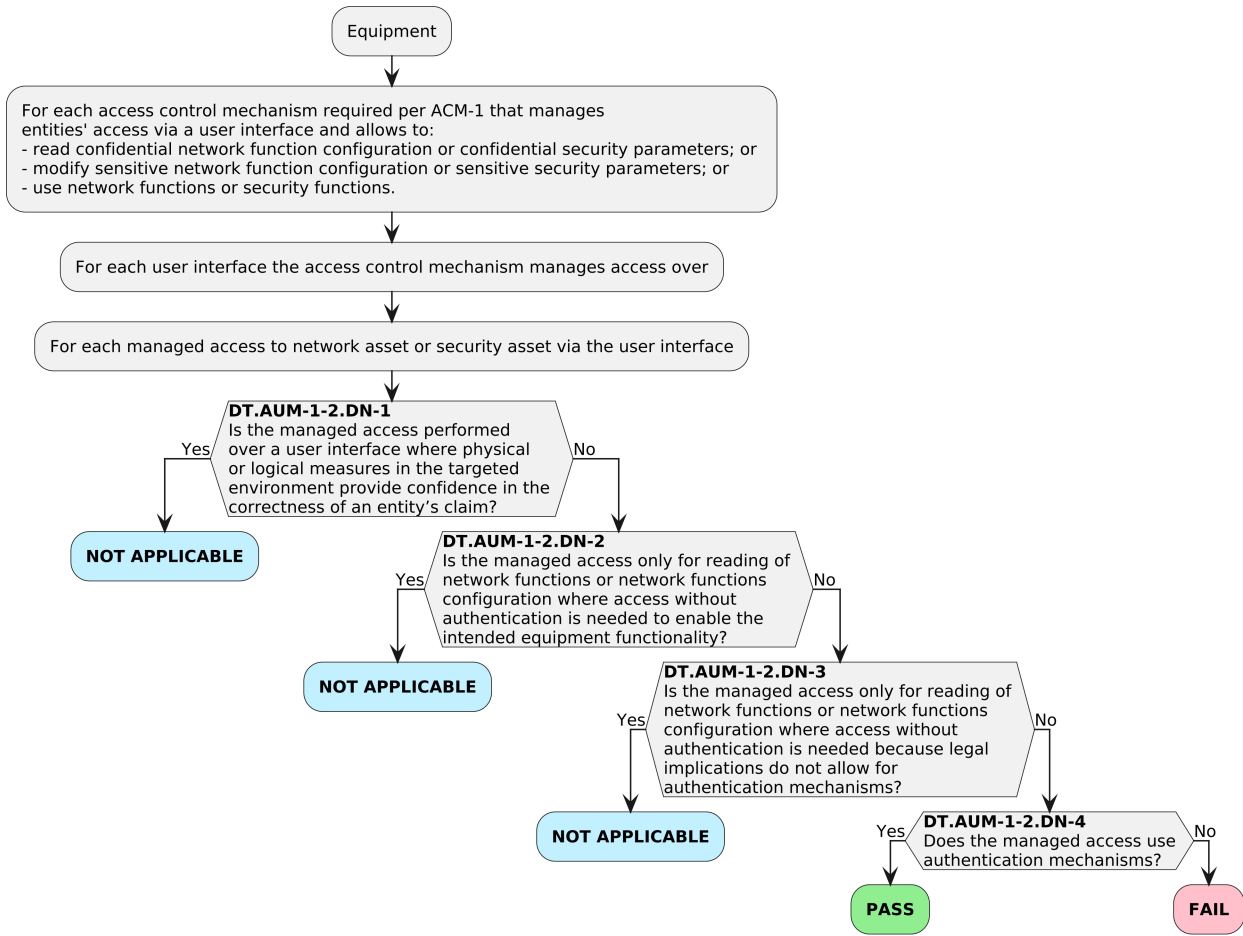 Equipment
For each access control mechanism required per ACM-1 that manages
entities' access via a user interface and allows to:
- read confidential network function configuration or confidential security parameters; or
- modify sensitive network function configuration or sensitive security parameters; or
- use network functions or security functions.
For each user interface the access control mechanism manages access over
For each managed access to network asset or security asset via the user interface
DT.AUM-1-2.DN-1
Is the managed access performed
over a user interface where physical
or logical measures in the targeted
environment provide confidence in the
correctness of an entity’s claim?
Yes
No
NOT APPLICABLE
DT.AUM-1-2.DN-2
Is the managed access only for reading of
network functions or network functions
configuration where access without
authentication is needed to enable the
intended equipment functionality?
Yes
No
NOT APPLICABLE
DT.AUM-1-2.DN-3
Is the managed access only for reading of
network functions or network functions
configuration where access without
authentication is needed because legal
implications do not allow for
authentication mechanisms?
Yes
No
NOT APPLICABLE
DT.AUM-1-2.DN-4
Does the managed access use
authentication mechanisms?
Yes
No
PASS
FAIL